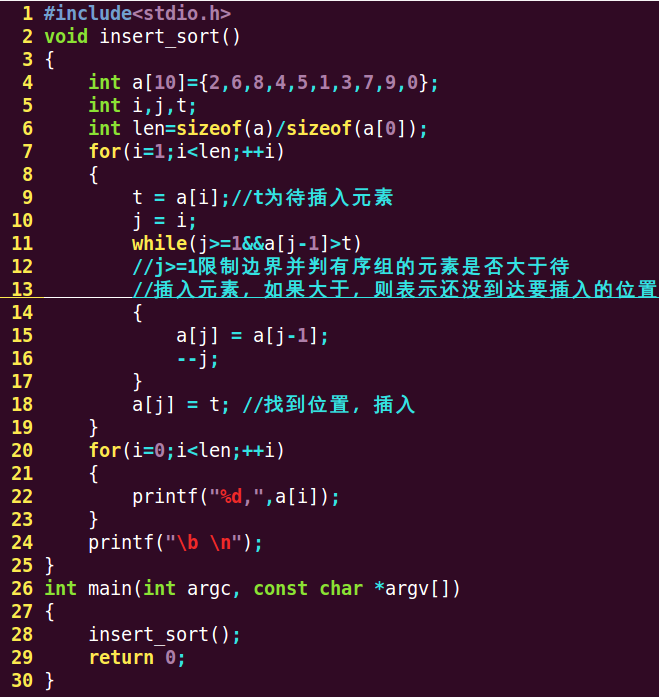 1 #include<stdio.h>
2 void insert_sort()
3 {
4     int a[10]={2,6,8,4,5,1,3,7,9,0};
5     int i,j,t;
6     int len=sizeof(a)/sizeof(a[0]);
7     for(i=1;i<len;++i)
8     {
9         t = a[i];//t为待插入元素
10         j = i;
11         while(j>=1&&a[j-1]>t)
12         //j>=1限制边界并判有序组的元素是否大于待
13         //插入元素, 如果大于, 则表示还没到达要插入的位置
14         {
15             a[j] = a[j-1];
16             --j;
17         }
18         a[j] = t; //找到位置, 插入
19     }
20     for(i=0;i<len;++i)
21     {
22         printf("%d,",a[i]);
23     }
24     printf("\b \n");
25 }
26 int main(int argc, const char *argv[])
27 {
28     insert_sort();
29     return 0;
30 }